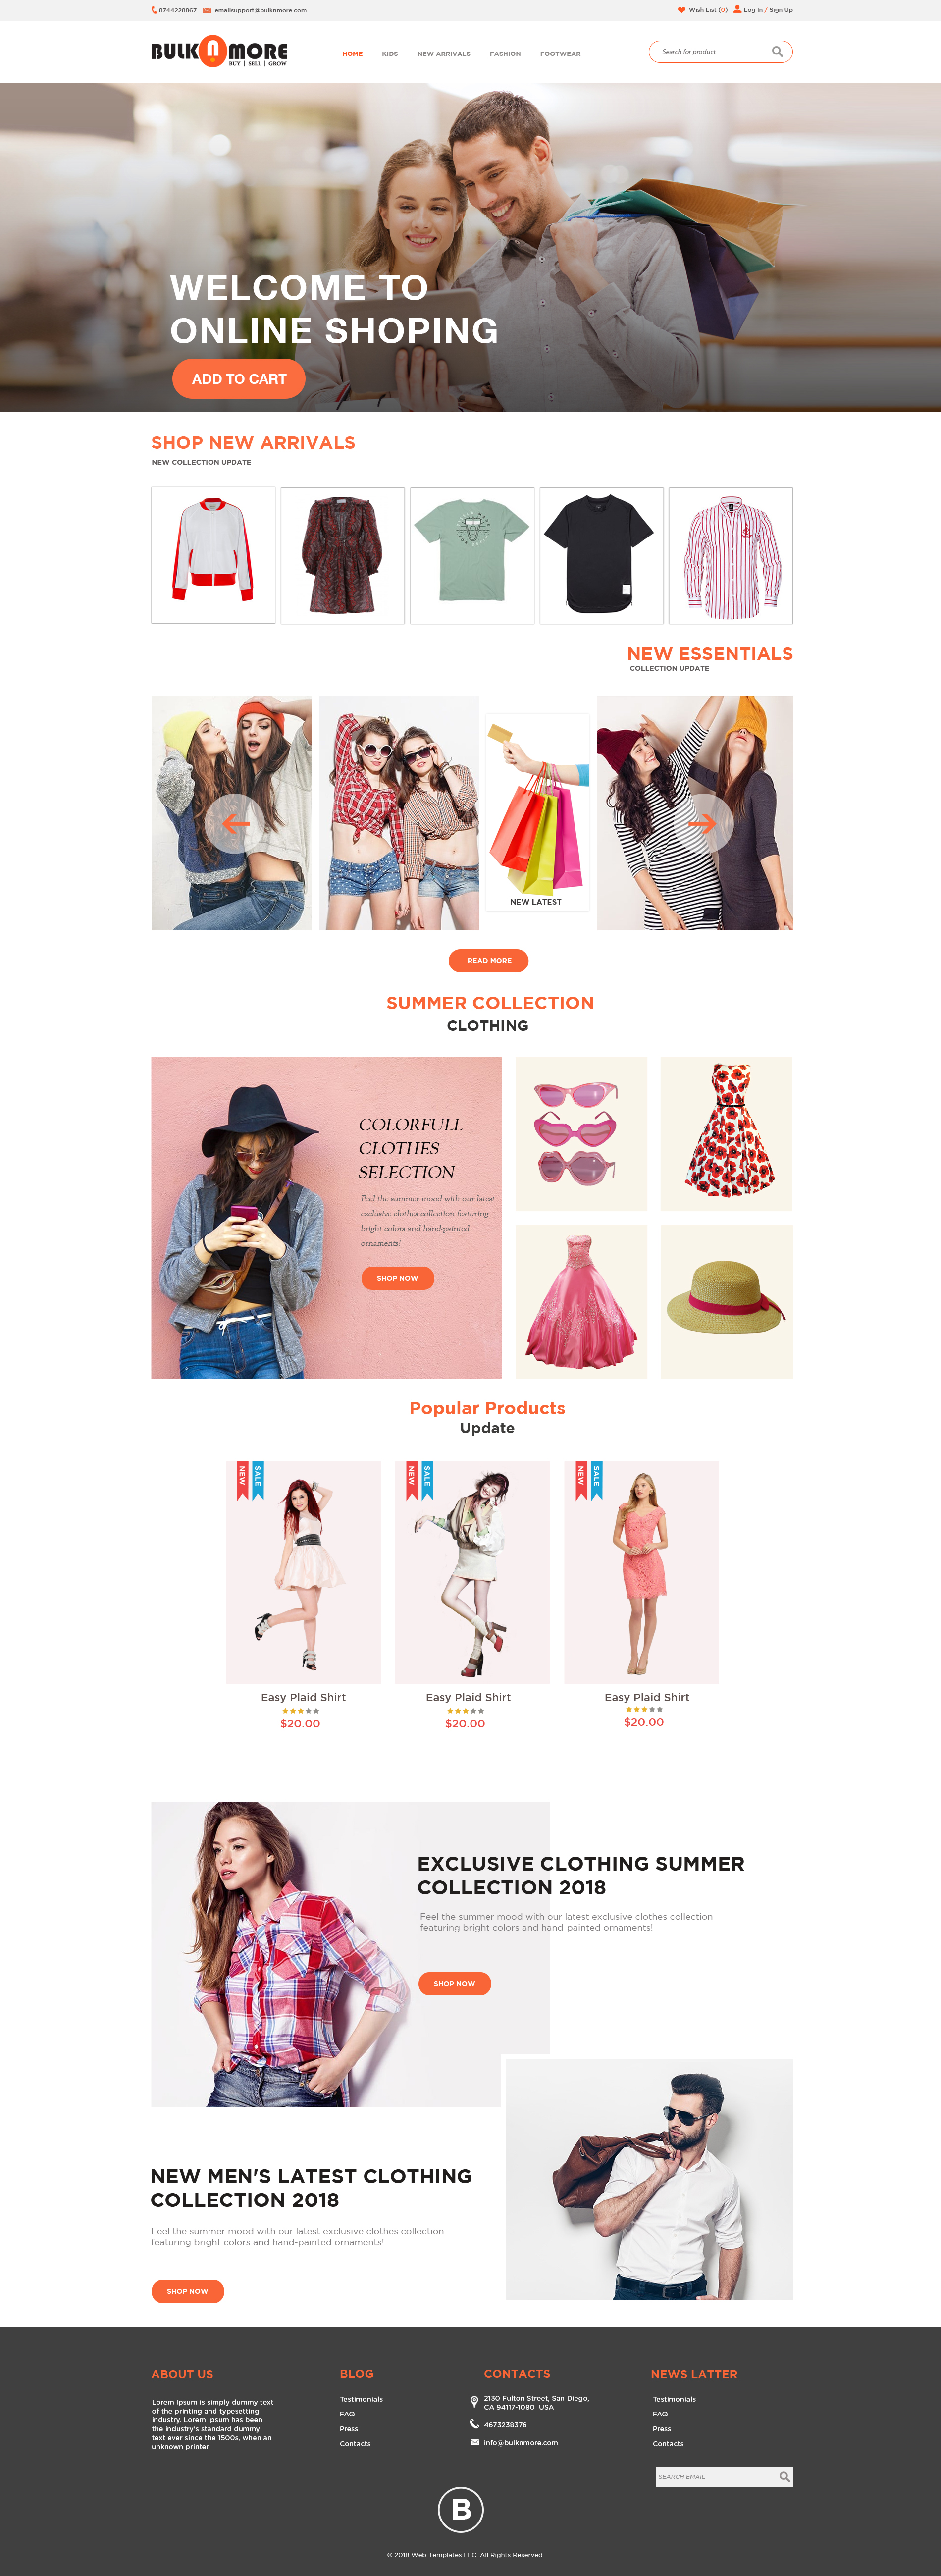 8744228867 emailsupport@bulknmore.com Wish List (0) Log In / Sign Up
BULK n MORE
BUY | SELL | GROW
HOME KIDS NEW ARRIVALS FASHION FOOTWEAR
Search for product
WELCOME TO
ONLINE SHOPING
ADD TO CART
SHOP NEW ARRIVALS
NEW COLLECTION UPDATE
NEW ESSENTIALS
COLLECTION UPDATE
NEW LATEST
READ MORE
SUMMER COLLECTION
CLOTHING
COLORFULL
CLOTHES
SELECTION
Feel the summer mood with our latest
exclusive clothes collection featuring
bright colors and hand-painted
ornaments!
SHOP NOW
Popular Products
Update
NEW SALE
NEW SALE
NEW SALE
Easy Plaid Shirt
$20.00
Easy Plaid Shirt
$20.00
Easy Plaid Shirt
$20.00
EXCLUSIVE CLOTHING SUMMER
COLLECTION 2018
Feel the summer mood with our latest exclusive clothes collection
featuring bright colors and hand-painted ornaments!
SHOP NOW
NEW MEN'S LATEST CLOTHING
COLLECTION 2018
Feel the summer mood with our latest exclusive clothes collection
featuring bright colors and hand-painted ornaments!
SHOP NOW
ABOUT US
Lorem Ipsum is simply dummy text
of the printing and typesetting
industry. Lorem Ipsum has been
the industry's standard dummy
text ever since the 1500s, when an
unknown printer
BLOG
Testimonials
FAQ
Press
Contacts
CONTACTS
2130 Fulton Street, San Diego,
CA 94117-1080 USA
4673238376
info@bulknmore.com
NEWS LATTER
Testimonials
FAQ
Press
Contacts
SEARCH EMAIL
B
© 2018 Web Templates LLC. All Rights Reserved